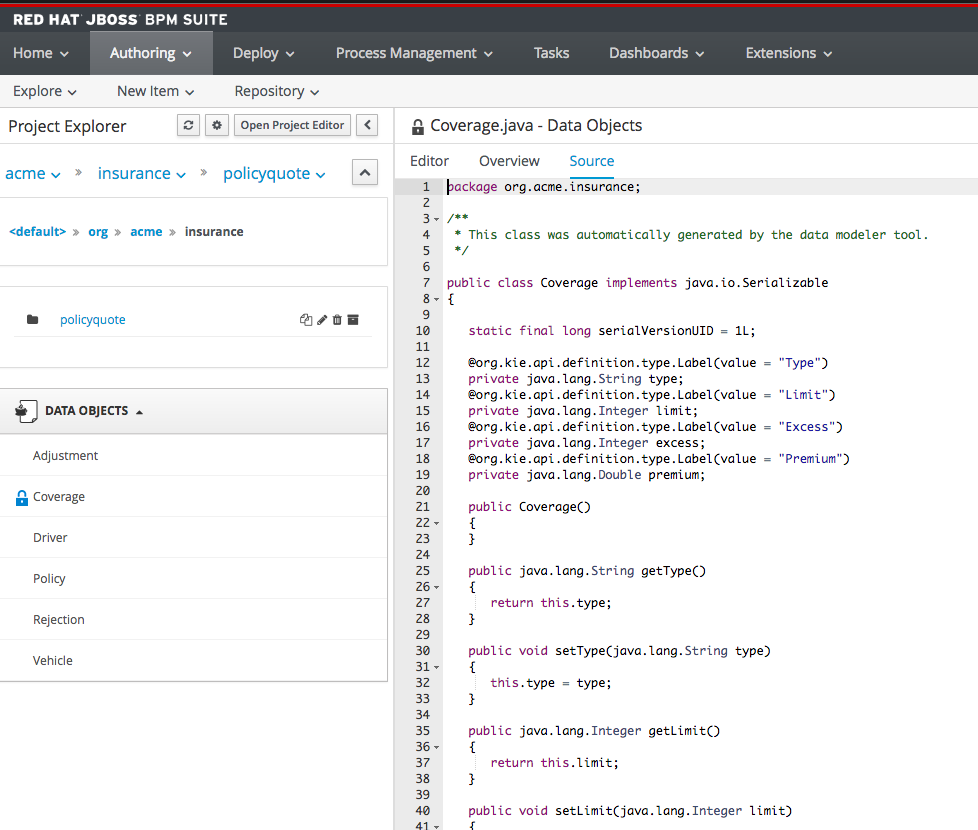 RED HAT JBOSS BPM SUITE
Home Authoring Deploy Process Management Tasks Dashboards Extensions
Explore New Item Repository
Project Explorer Open Project Editor
acme » insurance » policyquote
<default> » org » acme » insurance
policyquote
DATA OBJECTS
Adjustment
Coverage
Driver
Policy
Rejection
Vehicle
Coverage.java - Data Objects
Editor Overview Source
1 package org.acme.insurance;
2
3 /**
4 * This class was automatically generated by the data modeler tool.
5 */
6
7 public class Coverage implements java.io.Serializable
8 {
9
10 static final long serialVersionUID = 1L;
11
12 @org.kie.api.definition.type.Label(value = "Type")
13 private java.lang.String type;
14 @org.kie.api.definition.type.Label(value = "Limit")
15 private java.lang.Integer limit;
16 @org.kie.api.definition.type.Label(value = "Excess")
17 private java.lang.Integer excess;
18 @org.kie.api.definition.type.Label(value = "Premium")
19 private java.lang.Double premium;
20
21 public Coverage()
22 {
23 }
24
25 public java.lang.String getType()
26 {
27 return this.type;
28 }
29
30 public void setType(java.lang.String type)
31 {
32 this.type = type;
33 }
34
35 public java.lang.Integer getLimit()
36 {
37 return this.limit;
38 }
39
40 public void setLimit(java.lang.Integer limit)
41 {